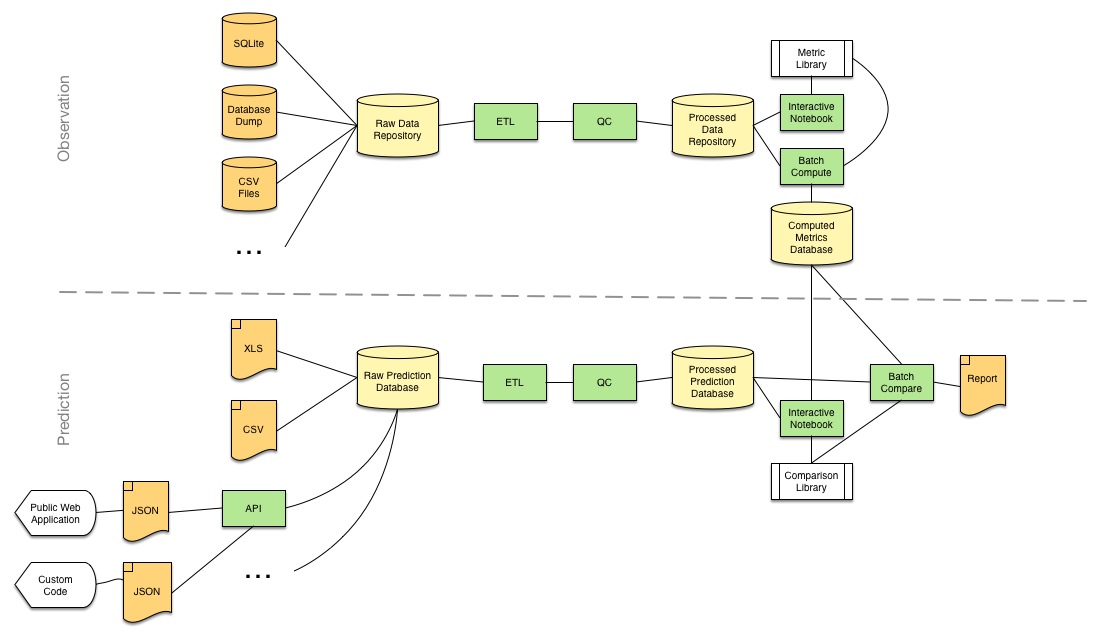 Observation
SQLite
Database
Dump
CSV
Files
...
Raw Data
Repository
ETL
QC
Processed
Data
Repository
Metric
Library
Interactive
Notebook
Batch
Compute
Computed
Metrics
Database
Prediction
XLS
CSV
Raw Prediction
Database
ETL
QC
Processed
Prediction
Database
Batch
Compare
Report
Interactive
Notebook
Comparison
Library
Public Web
Application
JSON
API
Custom
Code
JSON
...